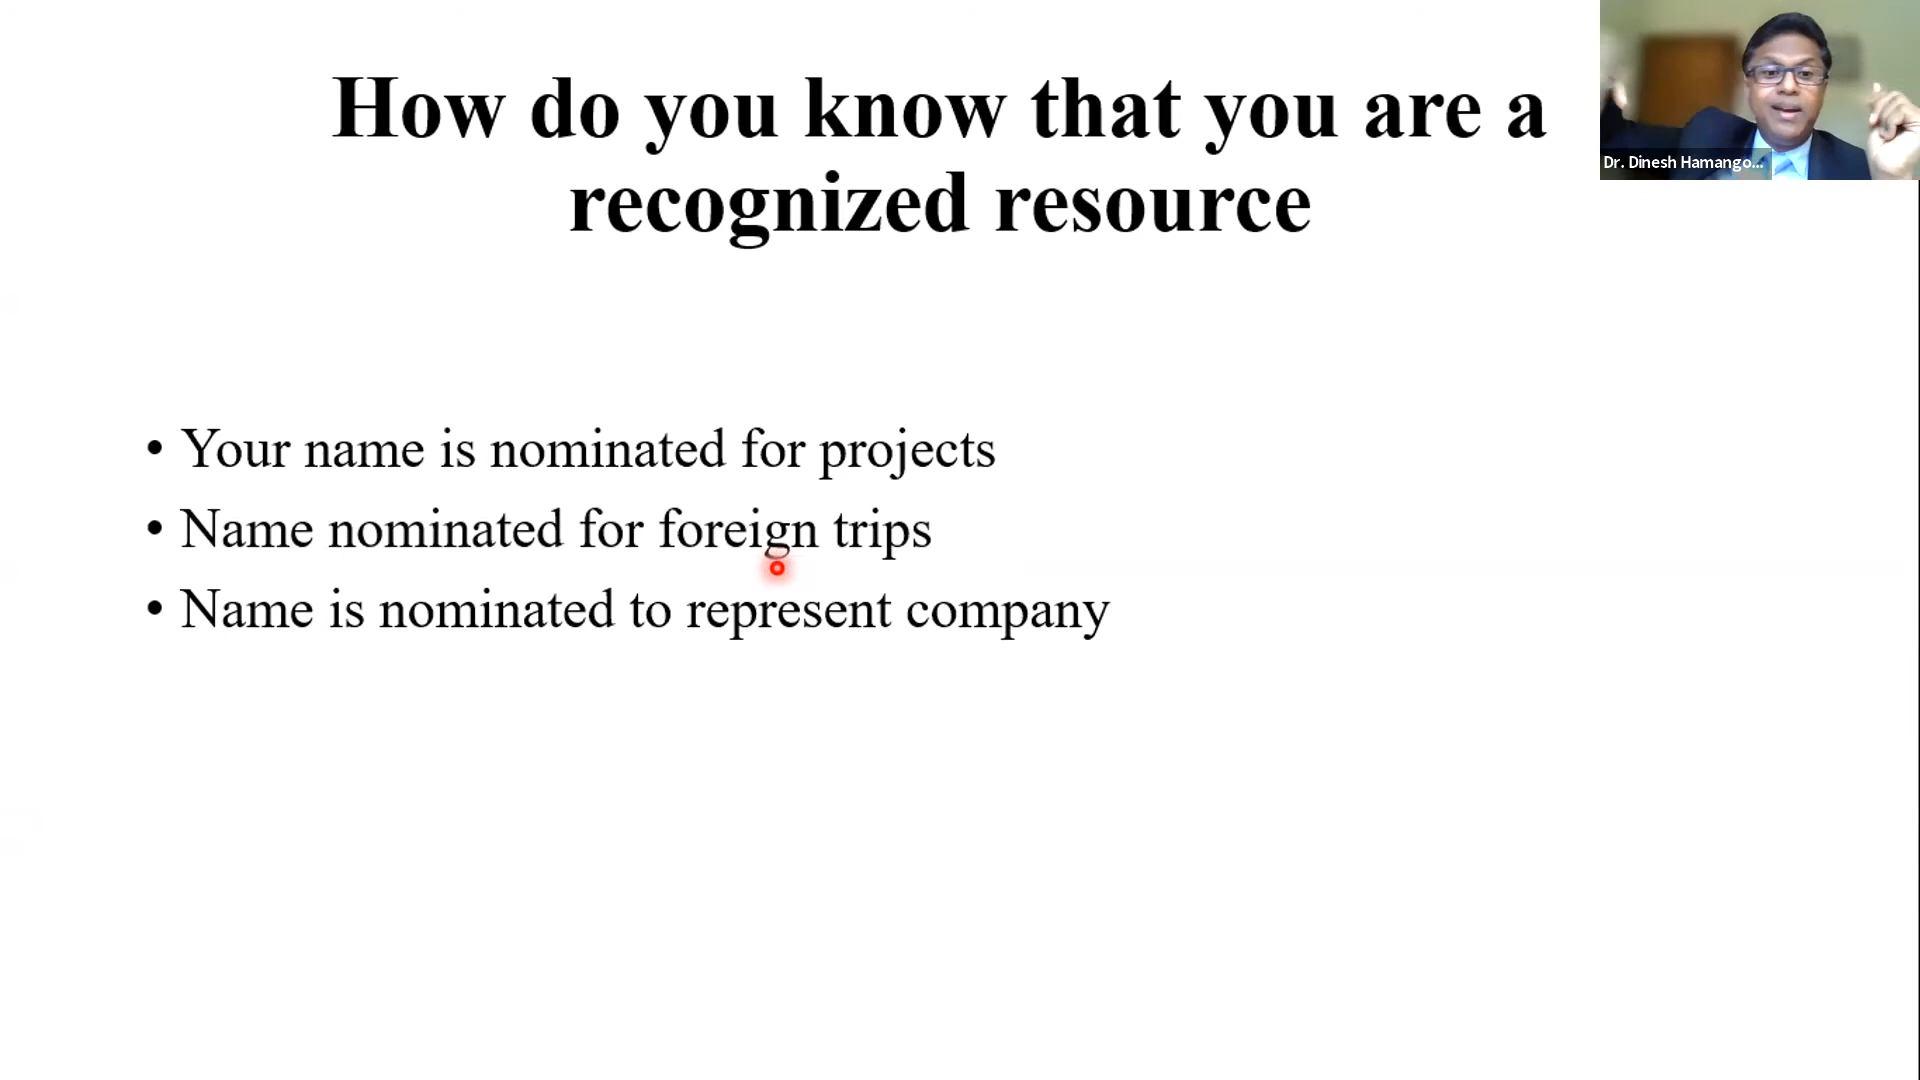 How do you know that you are a
recognized resource
Dr. Dinesh Hamango...
• Your name is nominated for projects
• Name nominated for foreign trips
• Name is nominated to represent company